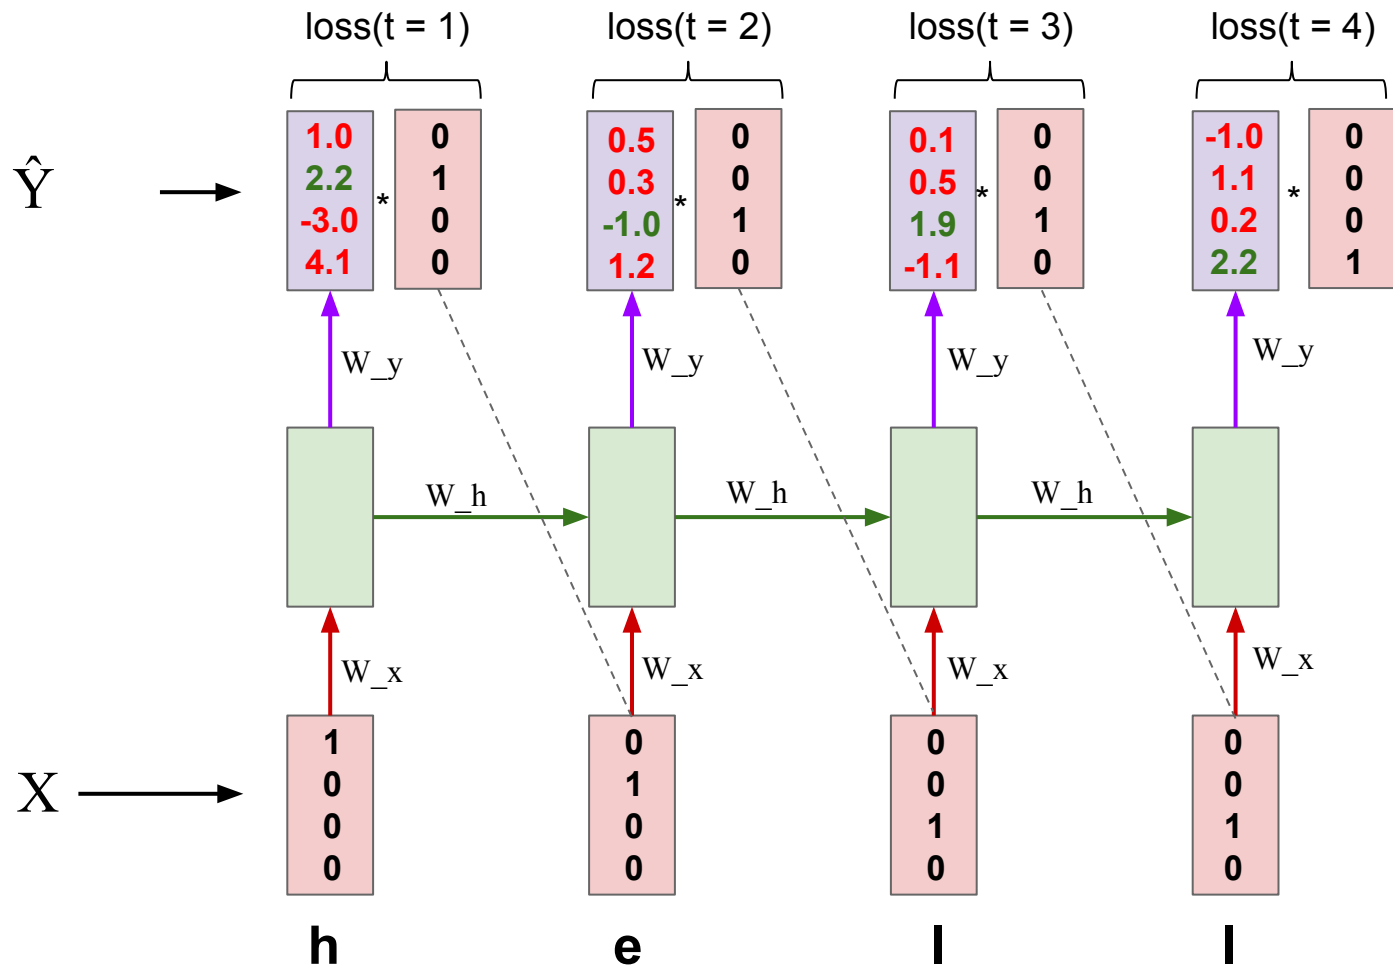 loss(t = 1) loss(t = 2) loss(t = 3) loss(t = 4)
1.0 0 0.5 0 0.1 0 -1.0 0
Ŷ 2.2 * 1 0.3 * 0 0.5 * 0 1.1 * 0
-3.0 0 -1.0 1 1.9 1 0.2 0
4.1 0 1.2 0 -1.1 0 2.2 1
W_y W_y W_y W_y
W_h W_h W_h
W_x W_x W_x W_x
1 0 0 0
X 0 1 0 0
0 0 1 1
0 0 0 0
h e l l